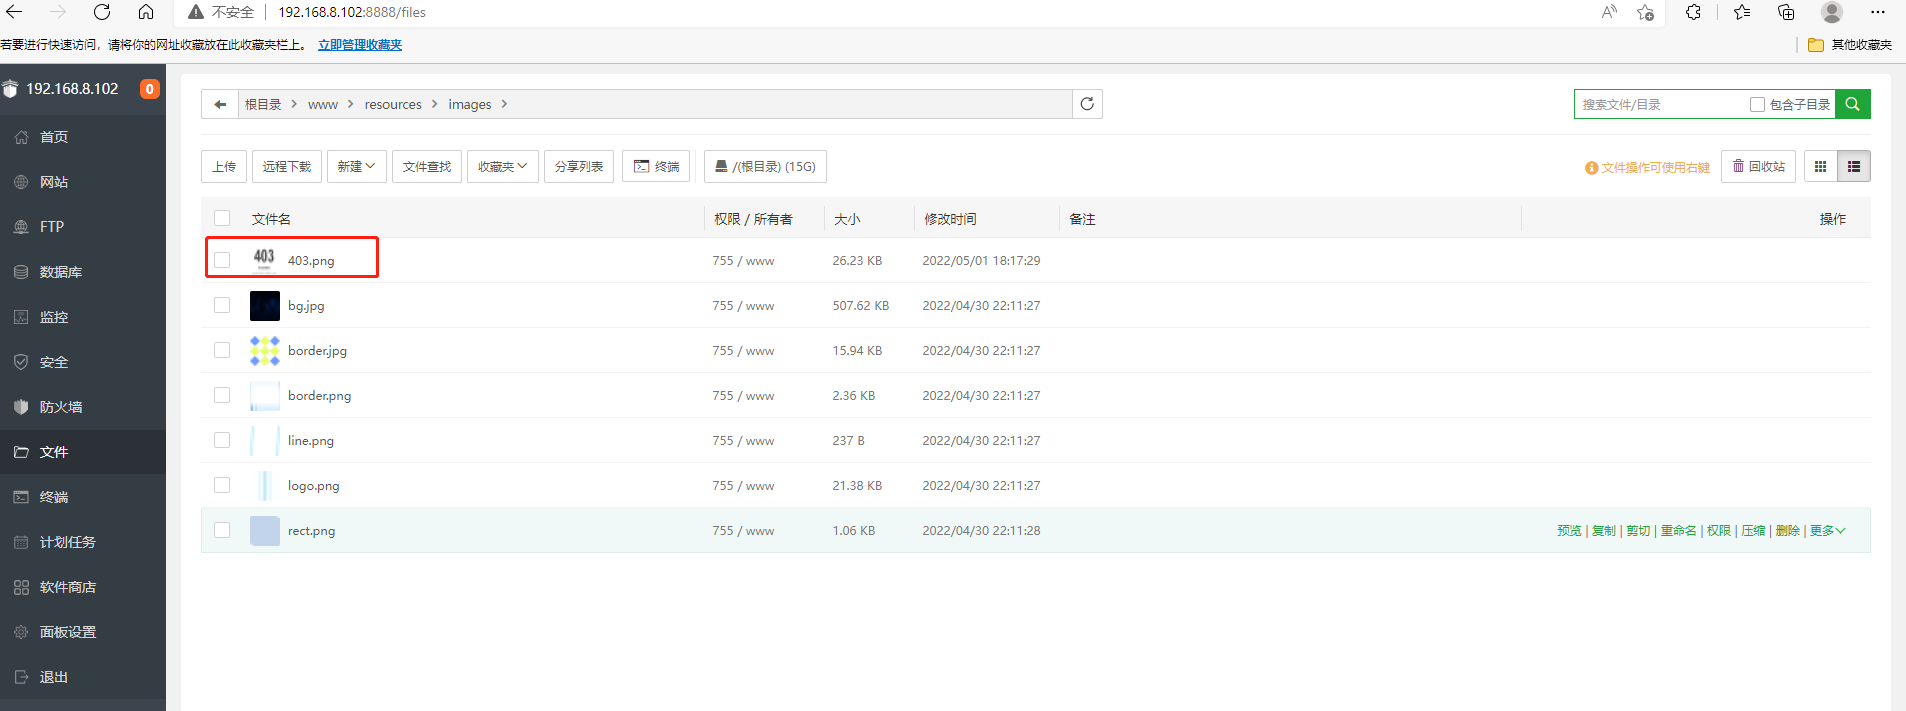 不安全 192.168.8.102:8888/files
若要进行快速访问，请将你的网址收藏放在此收藏夹栏上。 立即管理收藏夹 其他收藏夹
192.168.8.102 0
首页
网站
FTP
数据库
监控
安全
防火墙
文件
终端
计划任务
软件商店
面板设置
退出
根目录 www resources images
搜索文件/目录 包含子目录
上传 远程下载 新建 文件查找 收藏夹 分享列表 终端 /(根目录) (15G) 文件操作可使用右键 回收站
文件名 权限 / 所有者 大小 修改时间 备注 操作
403 403.png 755 / www 26.23 KB 2022/05/01 18:17:29
bg.jpg 755 / www 507.62 KB 2022/04/30 22:11:27
border.jpg 755 / www 15.94 KB 2022/04/30 22:11:27
border.png 755 / www 2.36 KB 2022/04/30 22:11:27
line.png 755 / www 237 B 2022/04/30 22:11:27
logo.png 755 / www 21.38 KB 2022/04/30 22:11:27
rect.png 755 / www 1.06 KB 2022/04/30 22:11:28 预览 | 复制 | 剪切 | 重命名 | 权限 | 压缩 | 删除 | 更多